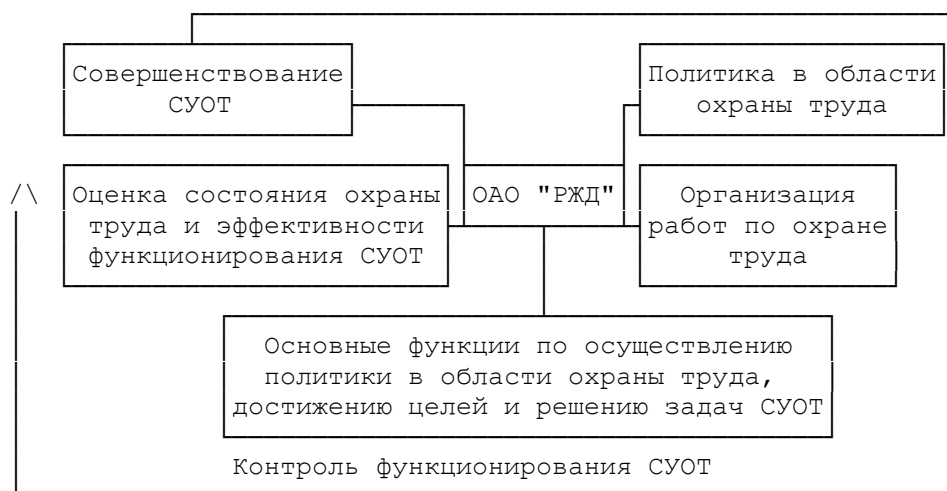 Совершенствование
СУОТ
Политика в области
охраны труда
/\
Оценка состояния охраны
труда и эффективности
функционирования СУОТ
ОАО "РЖД"
Организация
работ по охране
труда
Основные функции по осуществлению
политики в области охраны труда,
достижению целей и решению задач СУОТ
Контроль функционирования СУОТ